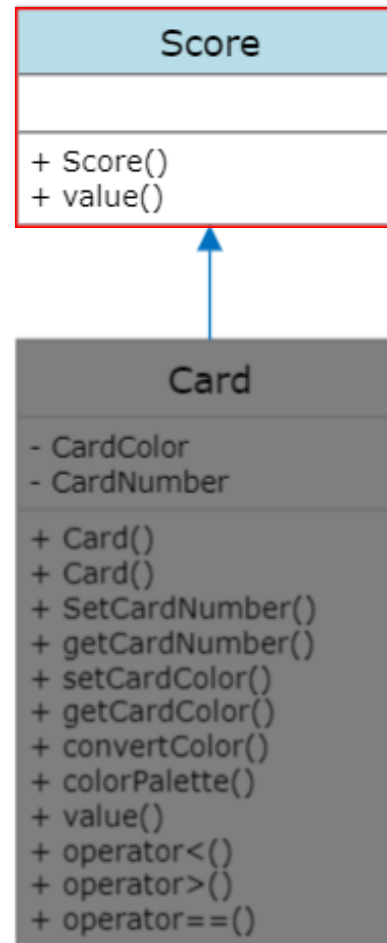 Score
+ Score()
+ value()
Card
- CardColor
- CardNumber
+ Card()
+ Card()
+ SetCardNumber()
+ getCardNumber()
+ setCardColor()
+ getCardColor()
+ convertColor()
+ colorPalette()
+ value()
+ operator<()
+ operator>()
+ operator==()